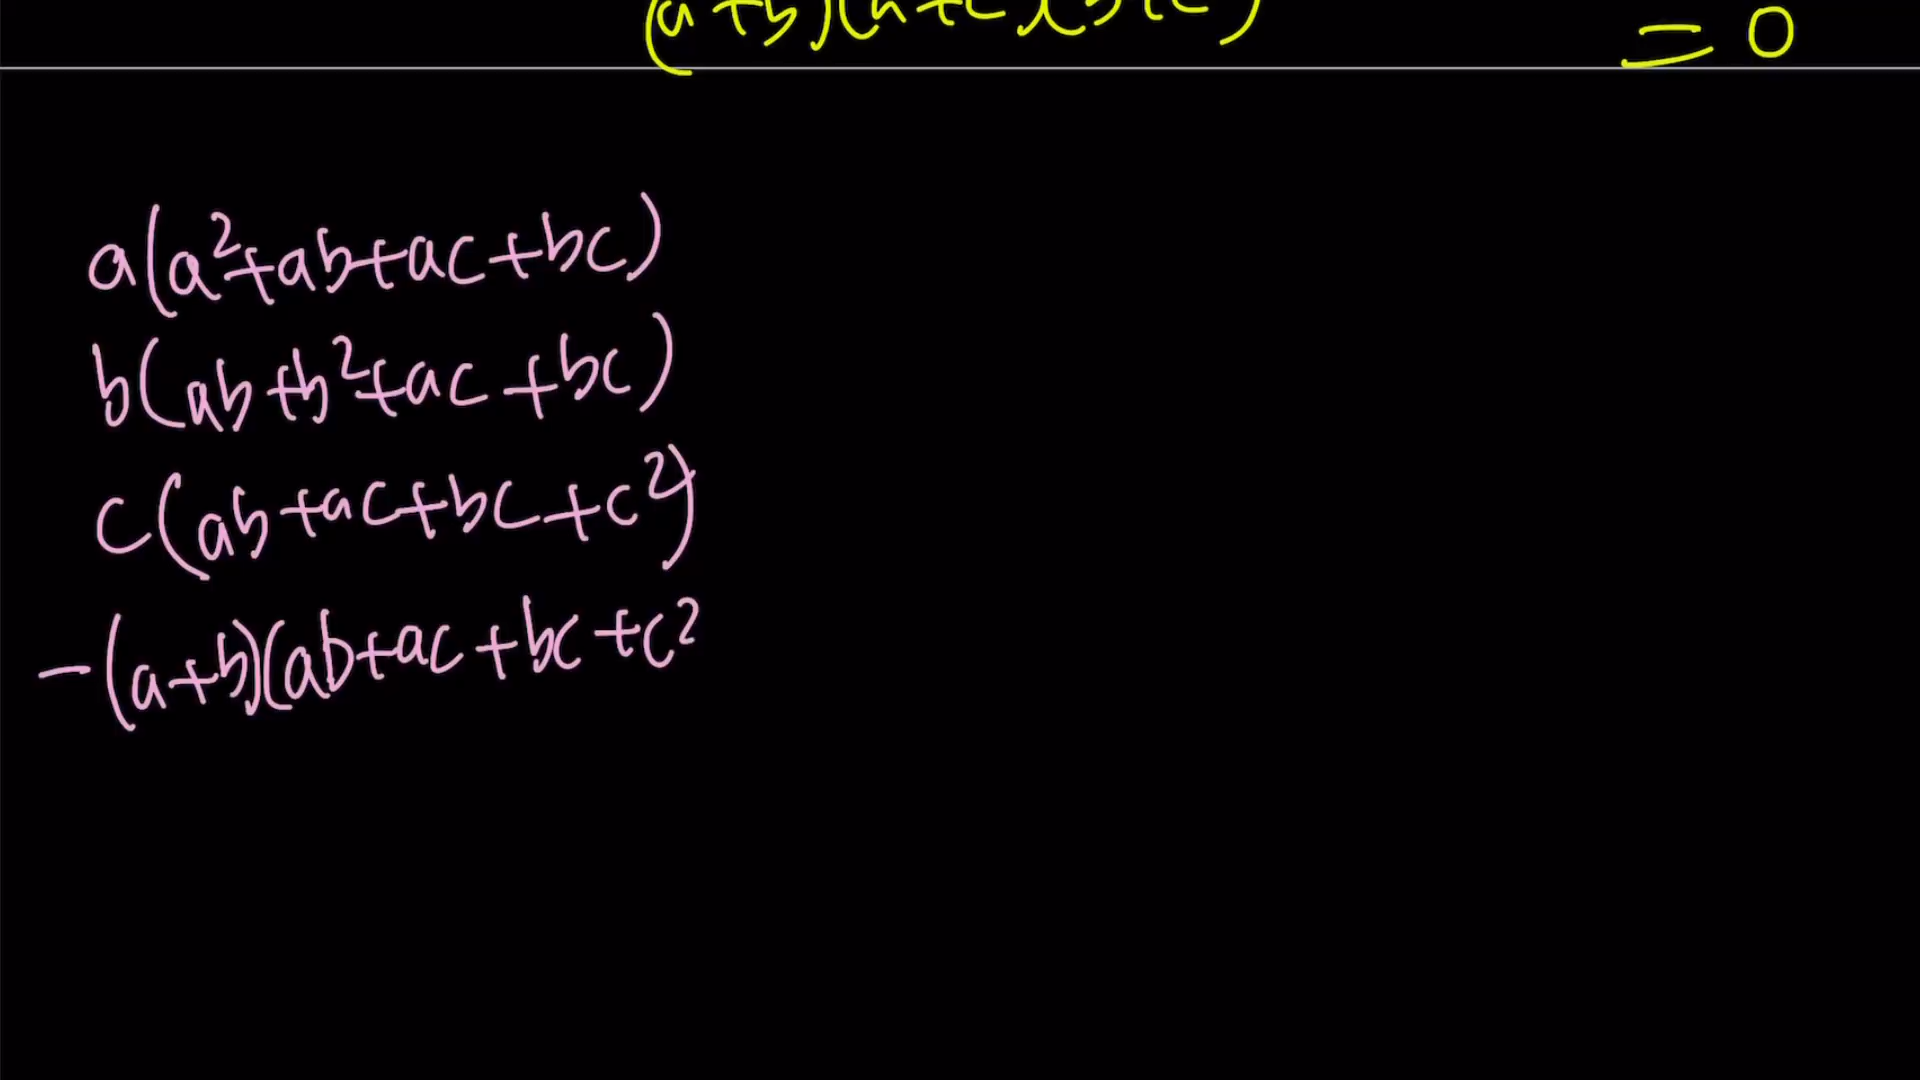 (a+b)(a+c)(b+c) = 0
a(a²+ab+ac+bc)
b(ab+b²+ac+bc)
c(ab+ac+bc+c²)
-(a+b)(ab+ac+bc+c²